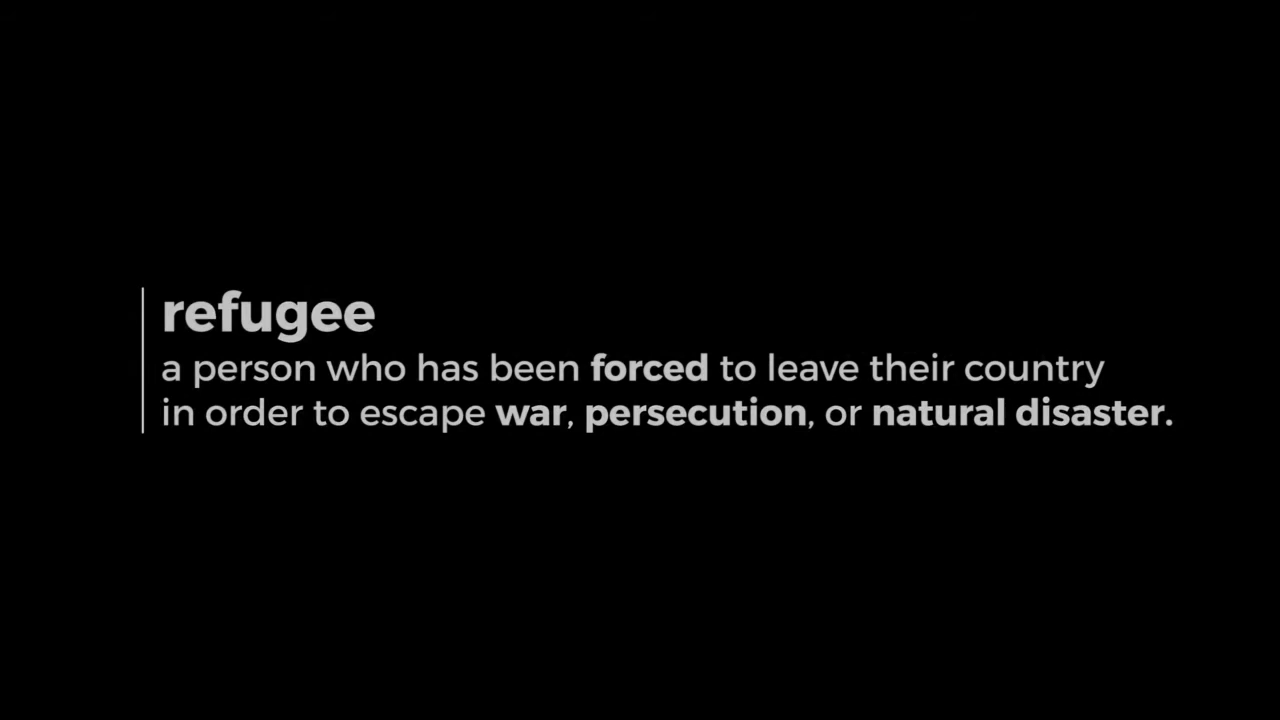 refugee
a person who has been forced to leave their country
in order to escape war, persecution, or natural disaster.